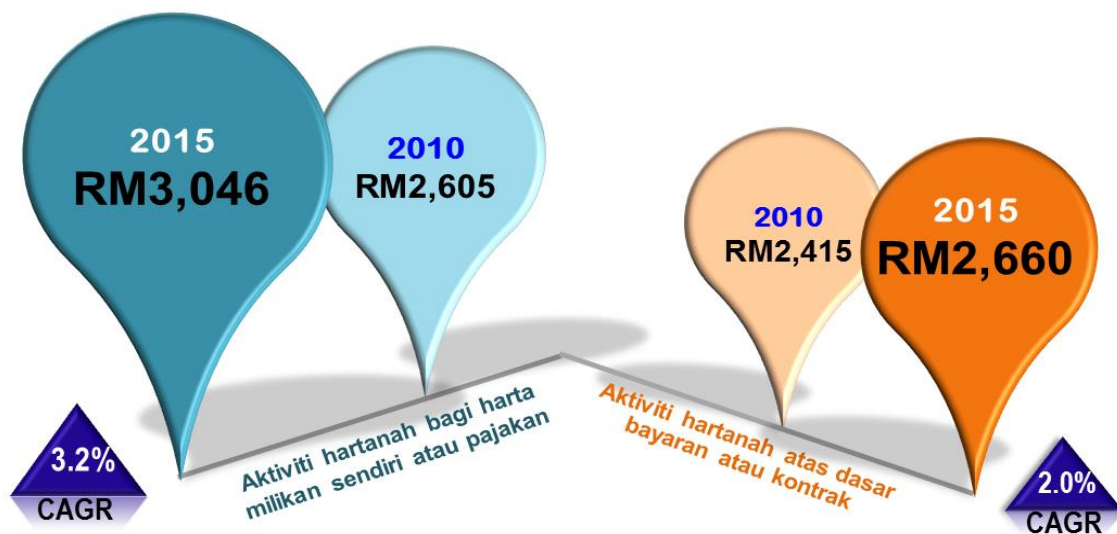 2015
RM3,046
2010
RM2,605
2010
RM2,415
2015
RM2,660
Aktiviti hartanah bagi harta
milikan sendiri atau pajakan
Aktiviti hartanah atas dasar
bayaran atau kontrak
3.2%
CAGR
2.0%
CAGR